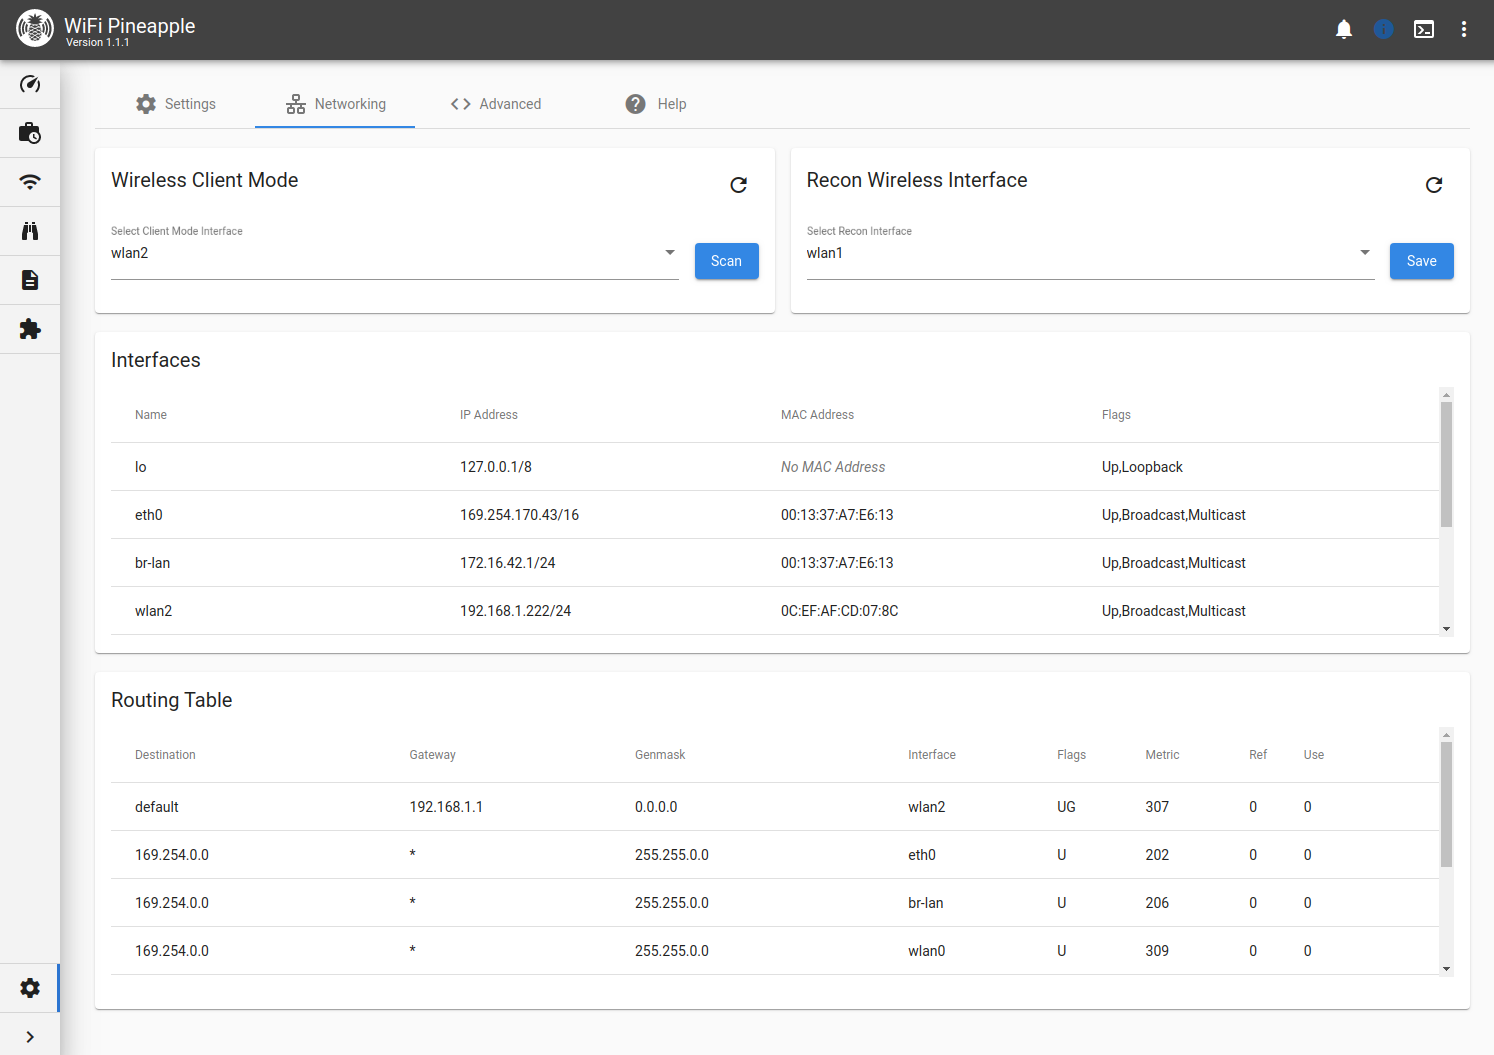 WiFi Pineapple
Version 1.1.1
Settings
Networking
Advanced
Help
Wireless Client Mode
Select Client Mode Interface
wlan2
Scan
Recon Wireless Interface
Select Recon Interface
wlan1
Save
Interfaces
Name IP Address MAC Address Flags
lo 127.0.0.1/8 No MAC Address Up,Loopback
eth0 169.254.170.43/16 00:13:37:A7:E6:13 Up,Broadcast,Multicast
br-lan 172.16.42.1/24 00:13:37:A7:E6:13 Up,Broadcast,Multicast
wlan2 192.168.1.222/24 0C:EF:AF:CD:07:8C Up,Broadcast,Multicast
Routing Table
Destination Gateway Genmask Interface Flags Metric Ref Use
default 192.168.1.1 0.0.0.0 wlan2 UG 307 0 0
169.254.0.0 * 255.255.0.0 eth0 U 202 0 0
169.254.0.0 * 255.255.0.0 br-lan U 206 0 0
169.254.0.0 * 255.255.0.0 wlan0 U 309 0 0